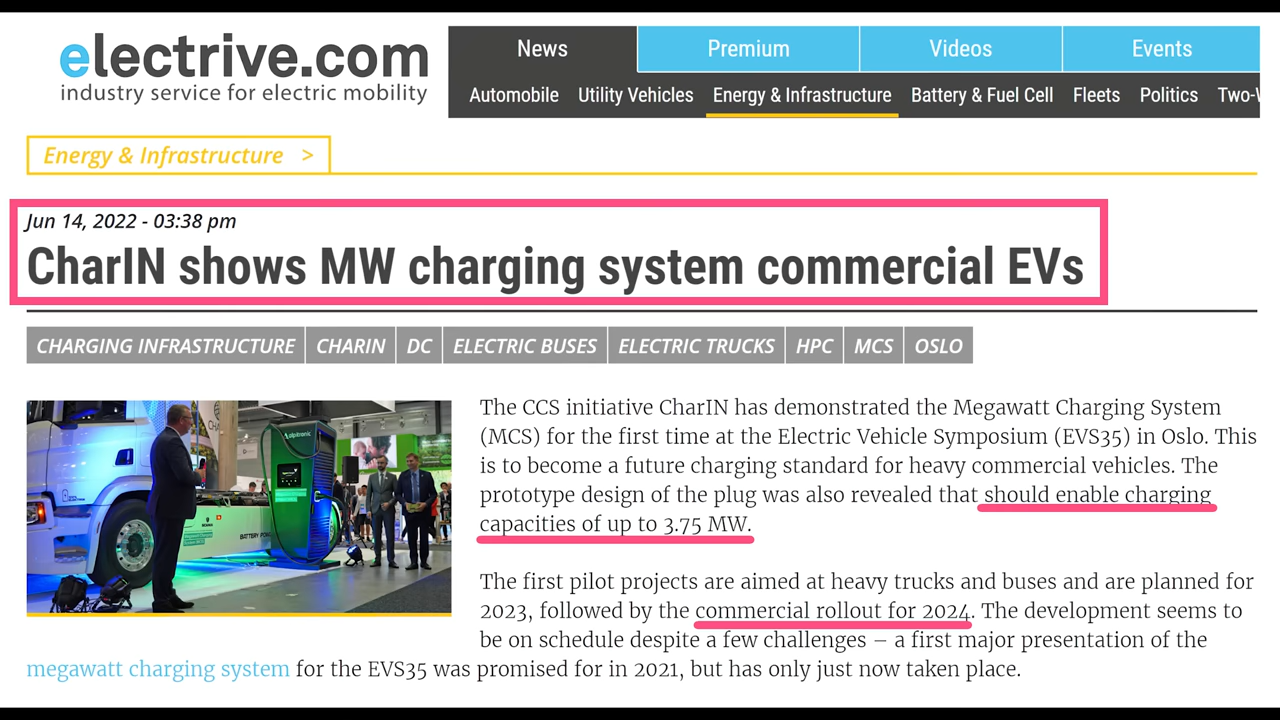 electrive.com
industry service for electric mobility
News Premium Videos Events
Automobile Utility Vehicles Energy & Infrastructure Battery & Fuel Cell Fleets Politics Two-W
Energy & Infrastructure >
Jun 14, 2022 - 03:38 pm
CharIN shows MW charging system commercial EVs
CHARGING INFRASTRUCTURE CHARIN DC ELECTRIC BUSES ELECTRIC TRUCKS HPC MCS OSLO
alpitronic
BATTERY
The CCS initiative CharIN has demonstrated the Megawatt Charging System
(MCS) for the first time at the Electric Vehicle Symposium (EVS35) in Oslo. This
is to become a future charging standard for heavy commercial vehicles. The
prototype design of the plug was also revealed that should enable charging
capacities of up to 3.75 MW.
The first pilot projects are aimed at heavy trucks and buses and are planned for
2023, followed by the commercial rollout for 2024. The development seems to
be on schedule despite a few challenges – a first major presentation of the
megawatt charging system for the EVS35 was promised for in 2021, but has only just now taken place.